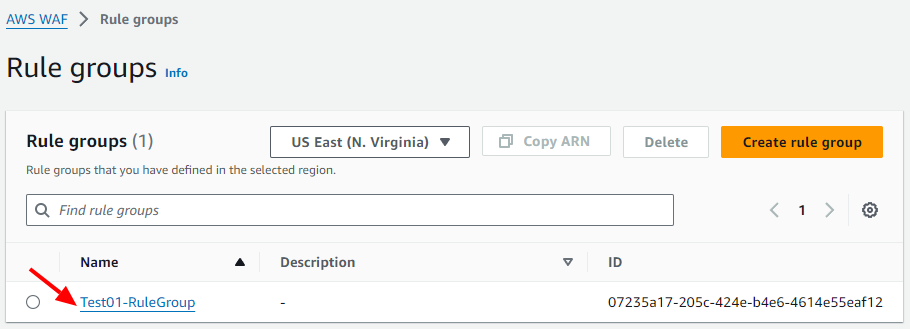 AWS WAF > Rule groups
Rule groups Info
Rule groups (1) US East (N. Virginia) Copy ARN Delete Create rule group
Rule groups that you have defined in the selected region.
Find rule groups 1
Name Description ID
Test01-RuleGroup - 07235a17-205c-424e-b4e6-4614e55eaf12